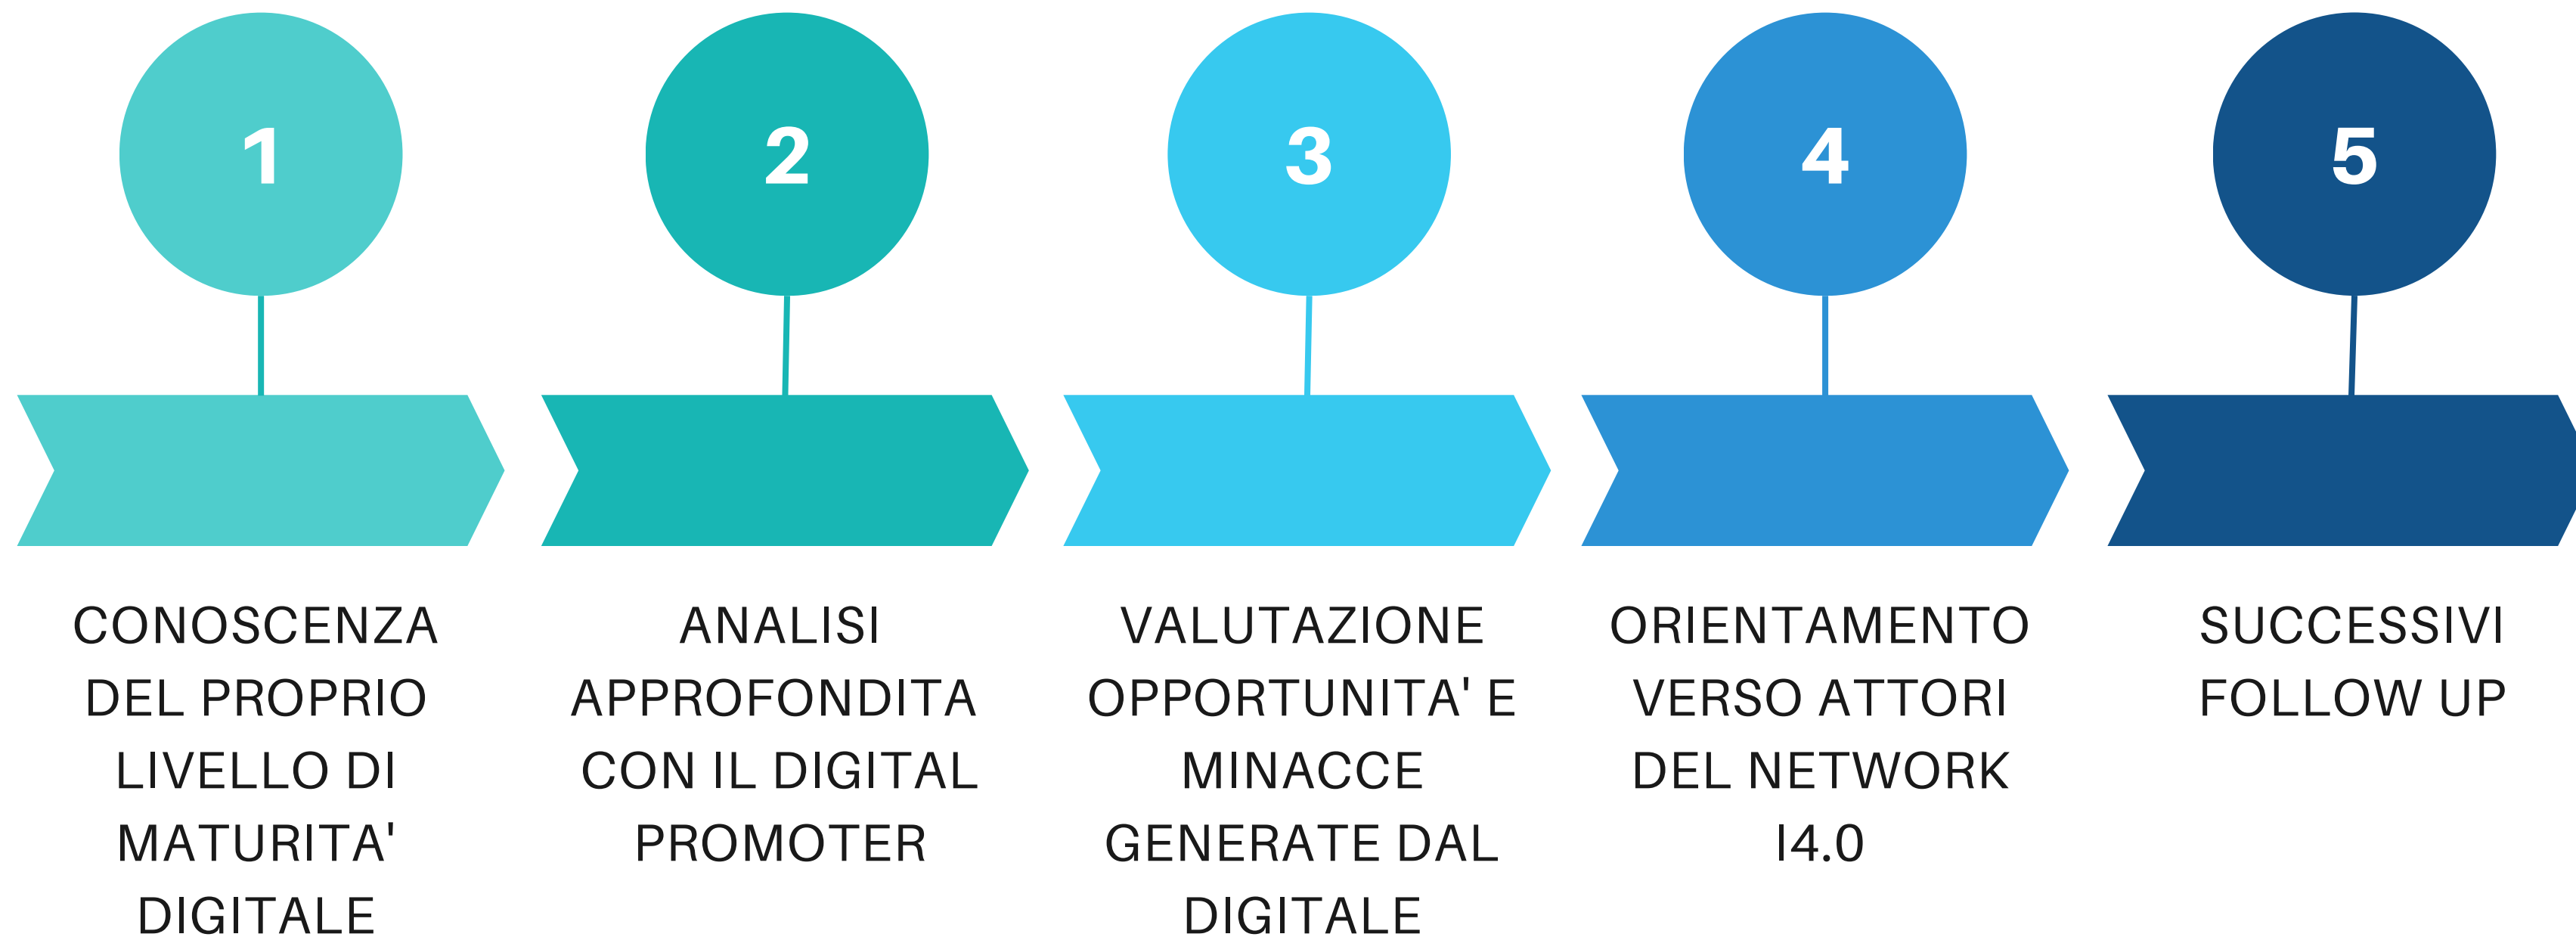 1
CONOSCENZA
DEL PROPRIO
LIVELLO DI
MATURITA'
DIGITALE
2
ANALISI
APPROFONDITA
CON IL DIGITAL
PROMOTER
3
VALUTAZIONE
OPPORTUNITA' E
MINACCE
GENERATE DAL
DIGITALE
4
ORIENTAMENTO
VERSO ATTORI
DEL NETWORK
I4.0
5
SUCCESSIVI
FOLLOW UP